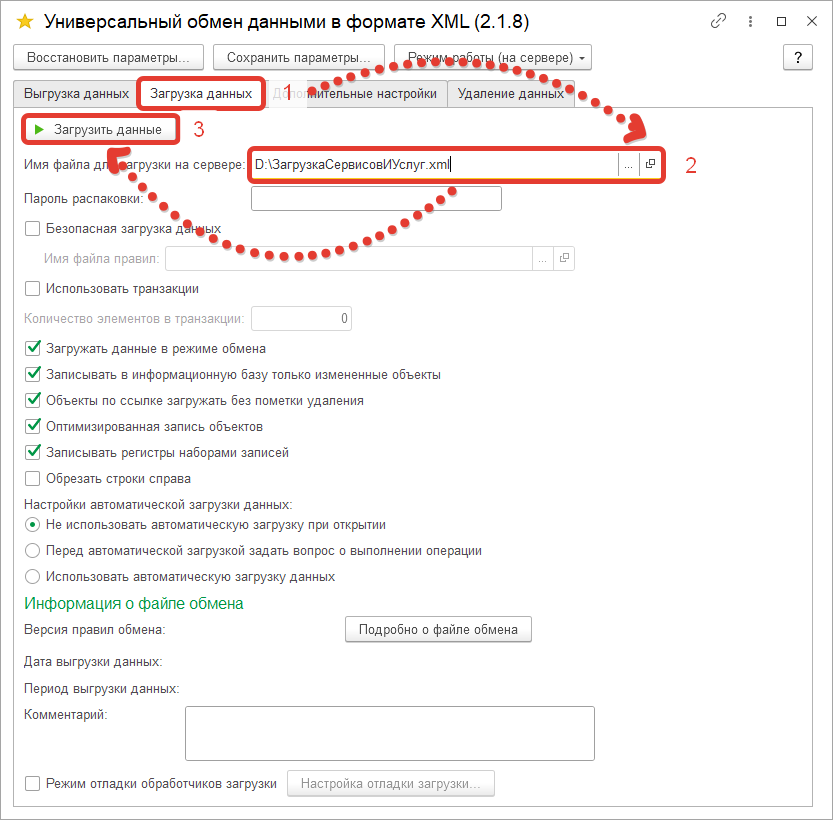 Универсальный обмен данными в формате XML (2.1.8)
Восстановить параметры... Сохранить параметры... Режим работы (на сервере)
?
Выгрузка данных Загрузка данных 1 Дополнительные настройки Удаление данных
Загрузить данные 3
Имя файла для загрузки на сервере: D:\ЗагрузкаСервисовИУслуг.xml ... 2
Пароль распаковки:
Безопасная загрузка данных
Имя файла правил: ...
Использовать транзакции
Количество элементов в транзакции: 0
Загружать данные в режиме обмена
Записывать в информационную базу только измененные объекты
Объекты по ссылке загружать без пометки удаления
Оптимизированная запись объектов
Записывать регистры наборами записей
Обрезать строки справа
Настройки автоматической загрузки данных:
Не использовать автоматическую загрузку при открытии
Перед автоматической загрузкой задать вопрос о выполнении операции
Использовать автоматическую загрузку данных
Информация о файле обмена
Версия правил обмена: Подробно о файле обмена
Дата выгрузки данных:
Период выгрузки данных:
Комментарий:
Режим отладки обработчиков загрузки Настройка отладки загрузки...